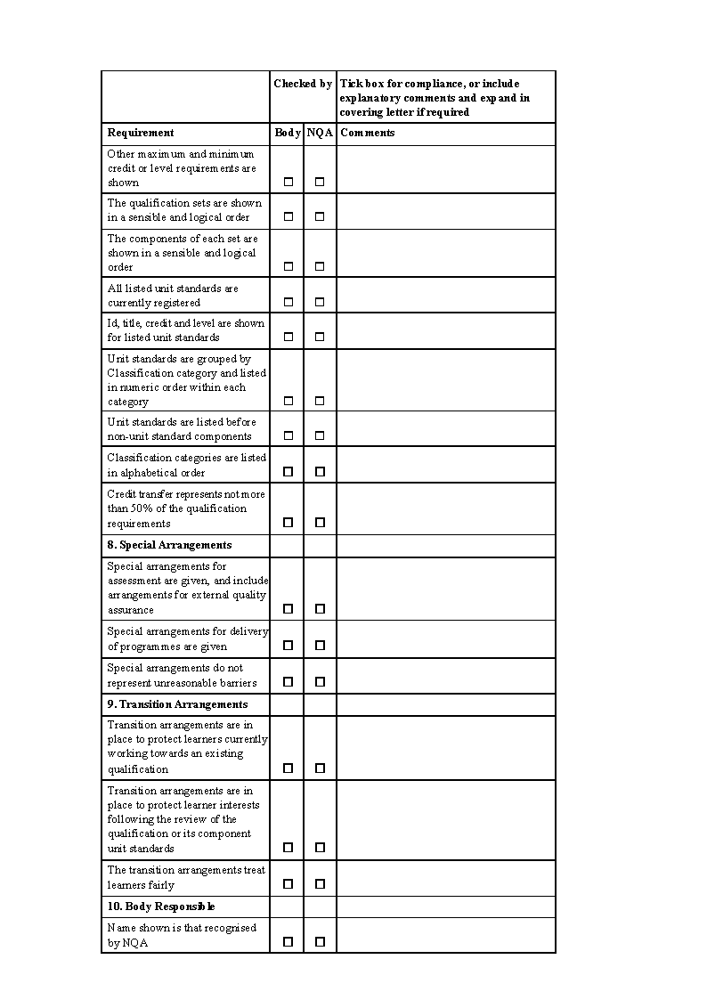 Checked by
Tick box for compliance, or include
explanatory comments and expand in
covering letter if required
Requirement
Body
NQA
Comments
Other maximum and minimum
credit or level requirements are
shown
The qualification sets are shown
in a sensible and logical order
The components of each set are
shown in a sensible and logical
order
All listed unit standards are
currently registered
Id, title, credit and level are shown
for listed unit standards
Unit standards are grouped by
Classification category and listed
in numeric order within each
category
Unit standards are listed before
non-unit standard components
Classification categories are listed
in alphabetical order
Credit transfer represents not more
than 50% of the qualification
requirements
8. Special Arrangements
Special arrangements for
assessment are given, and include
arrangements for external quality
assurance
Special arrangements for delivery
of programmes are given
Special arrangements do not
represent unreasonable barriers
9. Transition Arrangements
Transition arrangements are in
place to protect learners currently
working towards an existing
qualification
Transition arrangements are in
place to protect learner interests
following the review of the
qualification or its component
unit standards
The transition arrangements treat
learners fairly
10. Body Responsible
Name shown is that recognised
by NQA